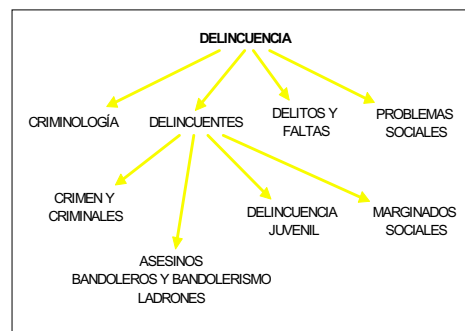 DELINCUENCIA
CRIMINOLOGÍA
DELINCUENTES
DELITOS Y
FALTAS
PROBLEMAS
SOCIALES
CRIMEN Y
CRIMINALES
ASESINOS
BANDOLEROS Y BANDOLERISMO
LADRONES
DELINCUENCIA
JUVENIL
MARGINADOS
SOCIALES